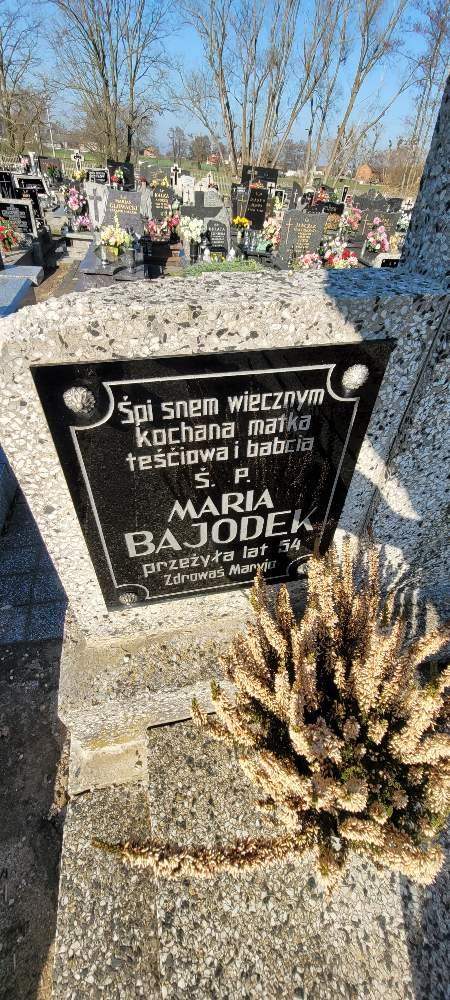 Śpi snem wiecznym
kochana matka
teściowa i babcia
Ś. P.
MARIA
BAJODEK
przeżyła lat 54
Zdrowaś Maryjo